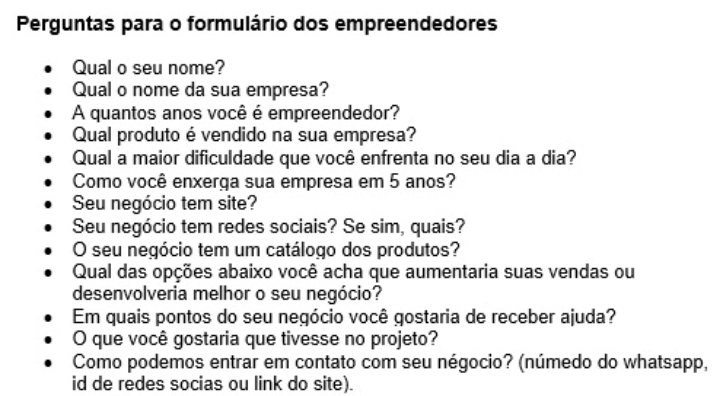 Perguntas para o formulário dos empreendedores
• Qual o seu nome?
• Qual o nome da sua empresa?
• A quantos anos você é empreendedor?
• Qual produto é vendido na sua empresa?
• Qual a maior dificuldade que você enfrenta no seu dia a dia?
• Como você enxerga sua empresa em 5 anos?
• Seu negócio tem site?
• Seu negócio tem redes sociais? Se sim, quais?
• O seu negócio tem um catálogo dos produtos?
• Qual das opções abaixo você acha que aumentaria suas vendas ou
desenvolveria melhor o seu negócio?
• Em quais pontos do seu negócio você gostaria de receber ajuda?
• O que você gostaria que tivesse no projeto?
• Como podemos entrar em contato com seu négocio? (númedo do whatsapp,
id de redes socias ou link do site).